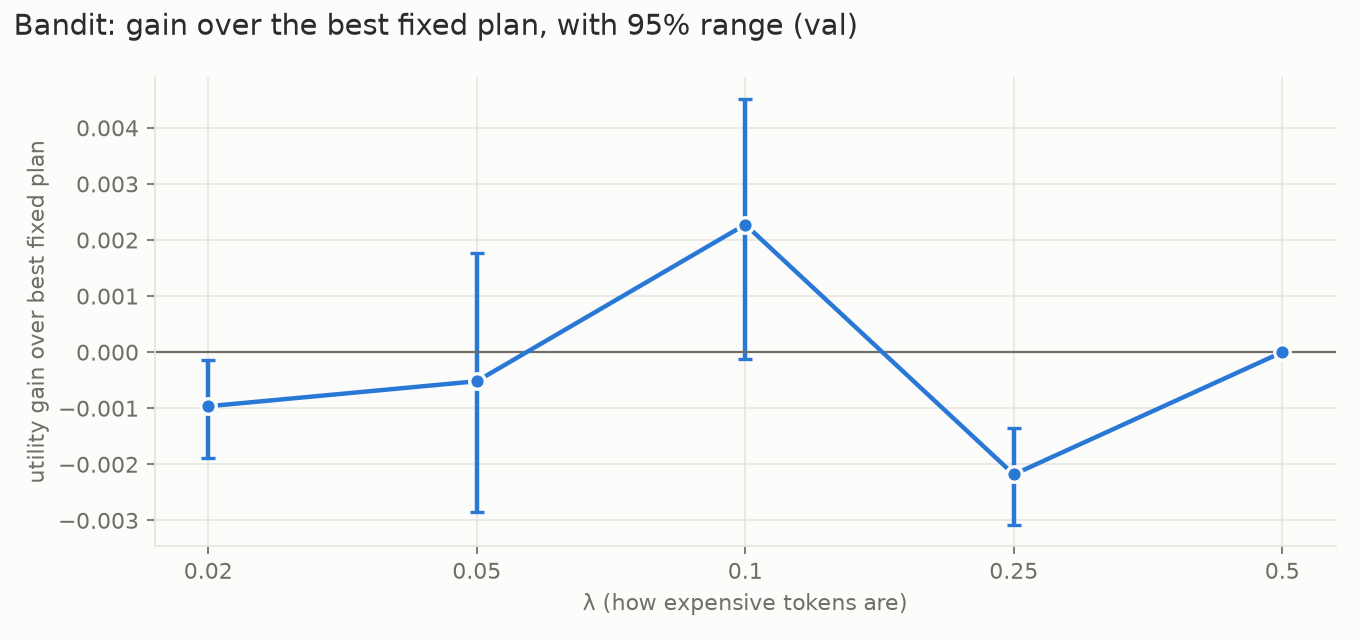 Bandit: gain over the best fixed plan, with 95% range (val)
utility gain over best fixed plan
0.004
0.003
0.002
0.001
0.000
−0.001
−0.002
−0.003
0.02 0.05 0.1 0.25 0.5
λ (how expensive tokens are)